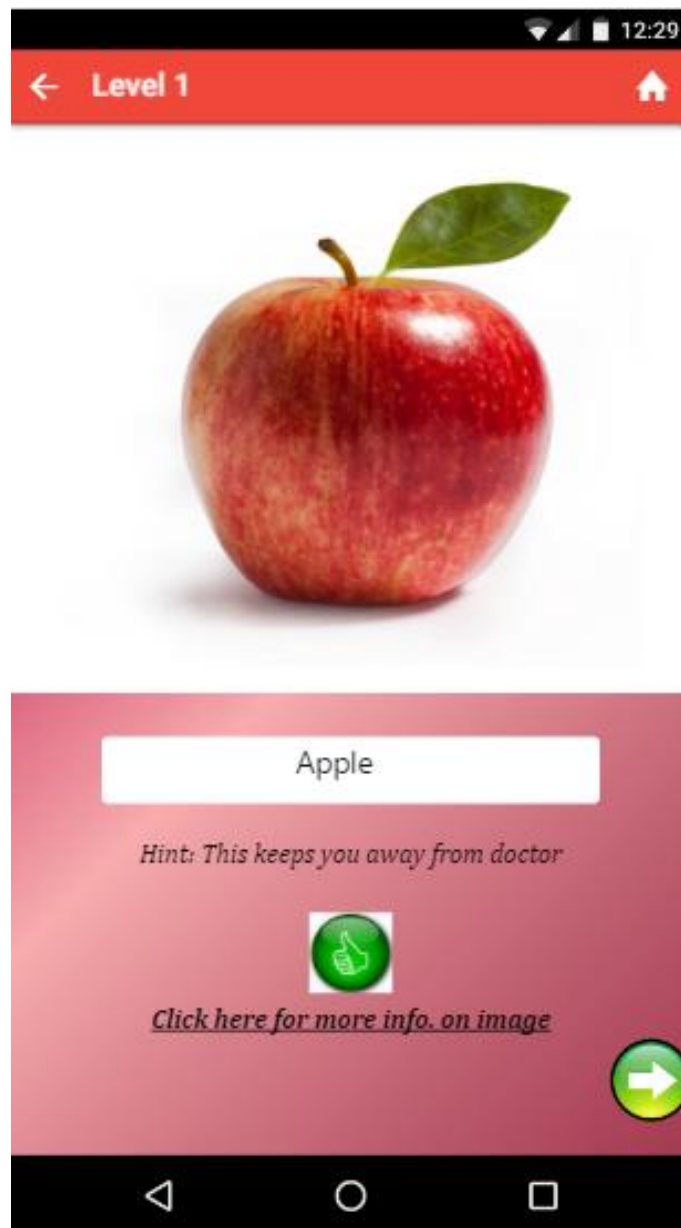 12:29
Level 1
Apple
Hint: This keeps you away from doctor
Click here for more info. on image